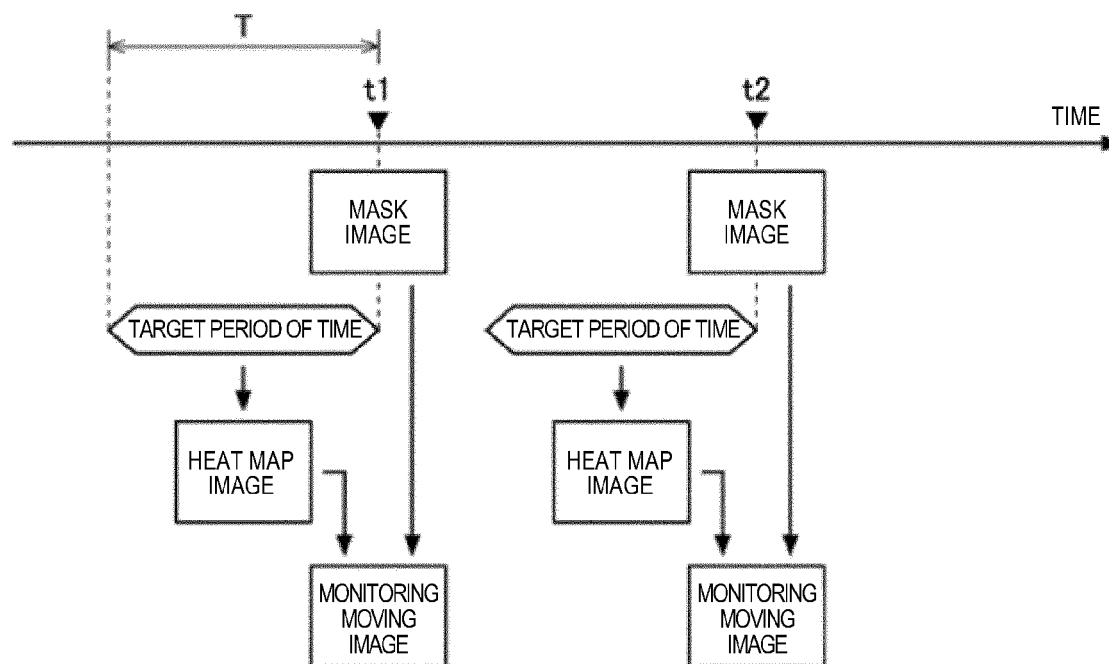 T
t1
t2
TIME
MASK
IMAGE
MASK
IMAGE
TARGET PERIOD OF TIME
TARGET PERIOD OF TIME
HEAT MAP
IMAGE
HEAT MAP
IMAGE
MONITORING
MOVING
IMAGE
MONITORING
MOVING
IMAGE